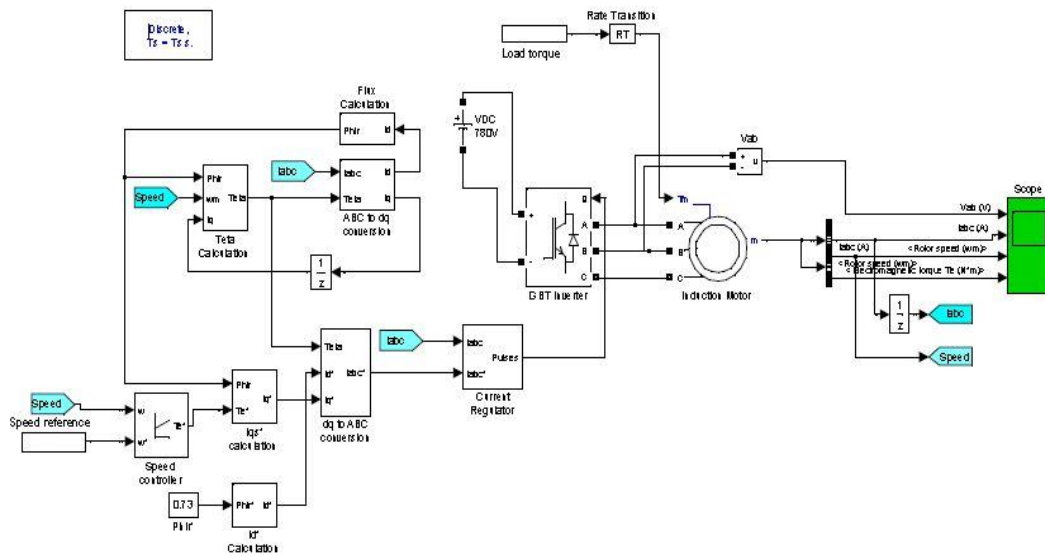 Discrete,
Ts = Ts s.
Rate Transition
RT
Load torque
Flux
Calculation
Phir Id
VDC
780V
Vab
+
-
v
Scope
Iabc
Iabc Id
Teta Iq
ABC to dq
conversion
Phir
Speed
wm Teta
Iq
Teta
Calculation
1
z
g
+
A
B
-
C
IGBT Inverter
Tm
A
B
C
m
Induction Motor
Vab (V)
Iabc (A)
Iabc (A)
<Rotor speed (wm)>
<Rotor speed (wm)>
<Electromagnetic torque Te (N*m)>
1
z
Iabc
Speed
Teta
Id*
Iq*
Iabc*
dq to ABC
conversion
Iabc
Iabc
Iabc*
Pulses
Current
Regulator
Phir
Te*
Iq*
Iqs*
calculation
Speed
Speed reference
w
w*
Te*
Speed
controller
0.73
Phir*
Phir* Id*
Id*
Calculation